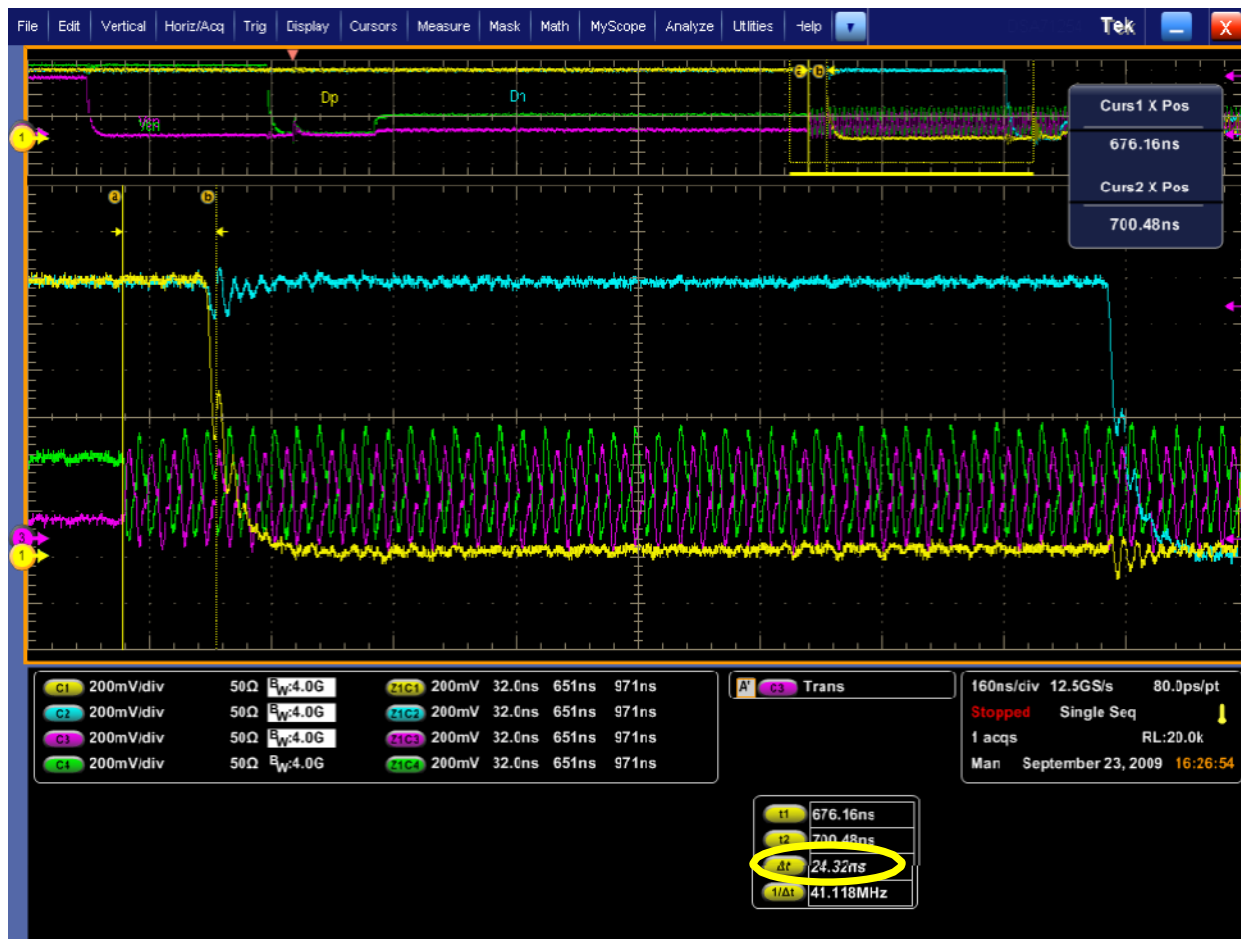 File Edit Vertical Horiz/Acq Trig Display Cursors Measure Mask Math MyScope Analyze Utilities Help Tek X
a b
Dp Dn
Curs1 X Pos
1
676.16ns
Curs2 X Pos
700.48ns
a b
3
1
C1 200mV/div 50Ω BW:4.0G Z1C1 200mV 32.0ns 651ns 971ns
C2 200mV/div 50Ω BW:4.0G Z1C2 200mV 32.0ns 651ns 971ns
C3 200mV/div 50Ω BW:4.0G Z1C3 200mV 32.0ns 651ns 971ns
C4 200mV/div 50Ω BW:4.0G Z1C4 200mV 32.0ns 651ns 971ns
A' C3 Trans
160ns/div 12.5GS/s 80.0ps/pt
Stopped Single Seq
1 acqs RL:20.0k
Man September 23, 2009 16:26:54
t1 676.16ns
t2 700.48ns
Δt 24.32ns
1/Δt 41.118MHz